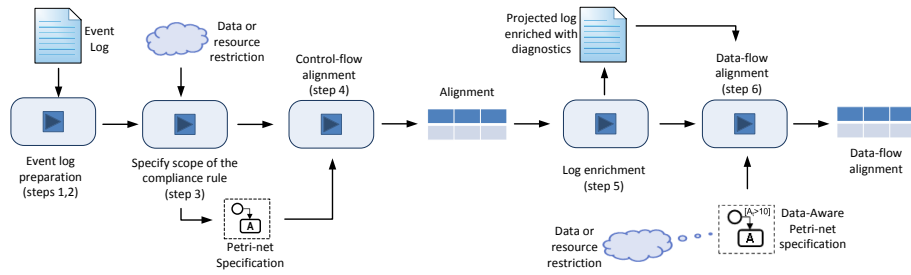 Event
Log
Data or
resource
restriction
Control-flow
alignment
(step 4)
Alignment
Projected log
enriched with
diagnostics
Data-flow
alignment
(step 6)
Event log
preparation
(steps 1,2)
Specify scope of the
compliance rule
(step 3)
A
Petri-net
Specification
Log enrichment
(step 5)
Data-flow
alignment
Data or
resource
restriction
A
Data-Aware
Petri-net
specification